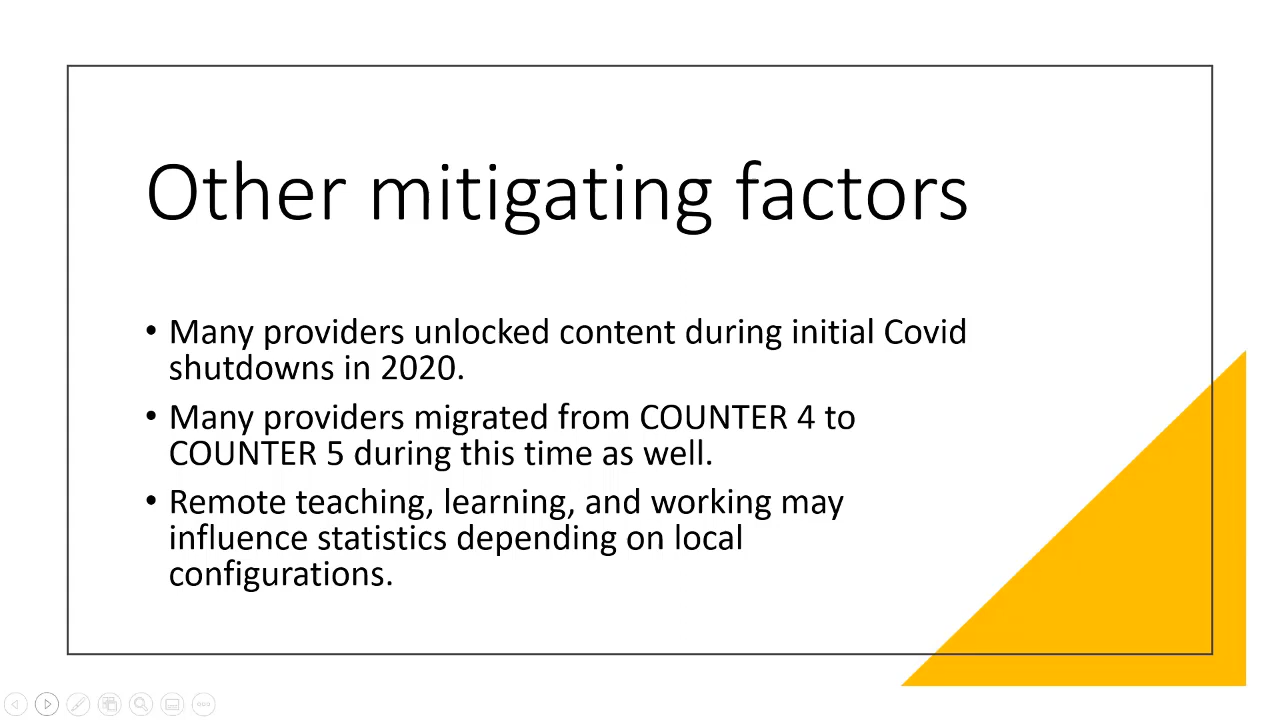 Other mitigating factors
• Many providers unlocked content during initial Covid
shutdowns in 2020.
• Many providers migrated from COUNTER 4 to
COUNTER 5 during this time as well.
• Remote teaching, learning, and working may
influence statistics depending on local
configurations.